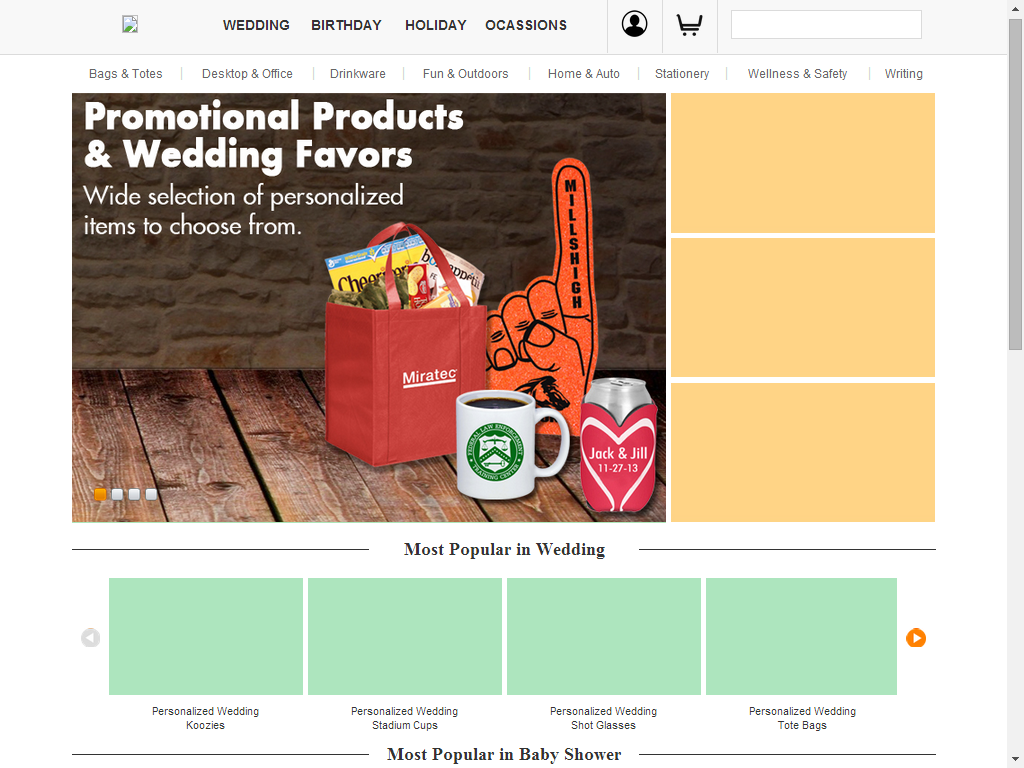 WEDDING BIRTHDAY HOLIDAY OCASSIONS
Bags & Totes Desktop & Office Drinkware Fun & Outdoors Home & Auto Stationery Wellness & Safety Writing
Promotional Products
& Wedding Favors
Wide selection of personalized
items to choose from.
MILLSHIGH
Cheerios
bon appétit
Miratec
FEDERAL LAW ENFORCEMENT
TRAINING CENTER
Jack & Jill
11-27-13
Most Popular in Wedding
Personalized Wedding
Koozies
Personalized Wedding
Stadium Cups
Personalized Wedding
Shot Glasses
Personalized Wedding
Tote Bags
Most Popular in Baby Shower